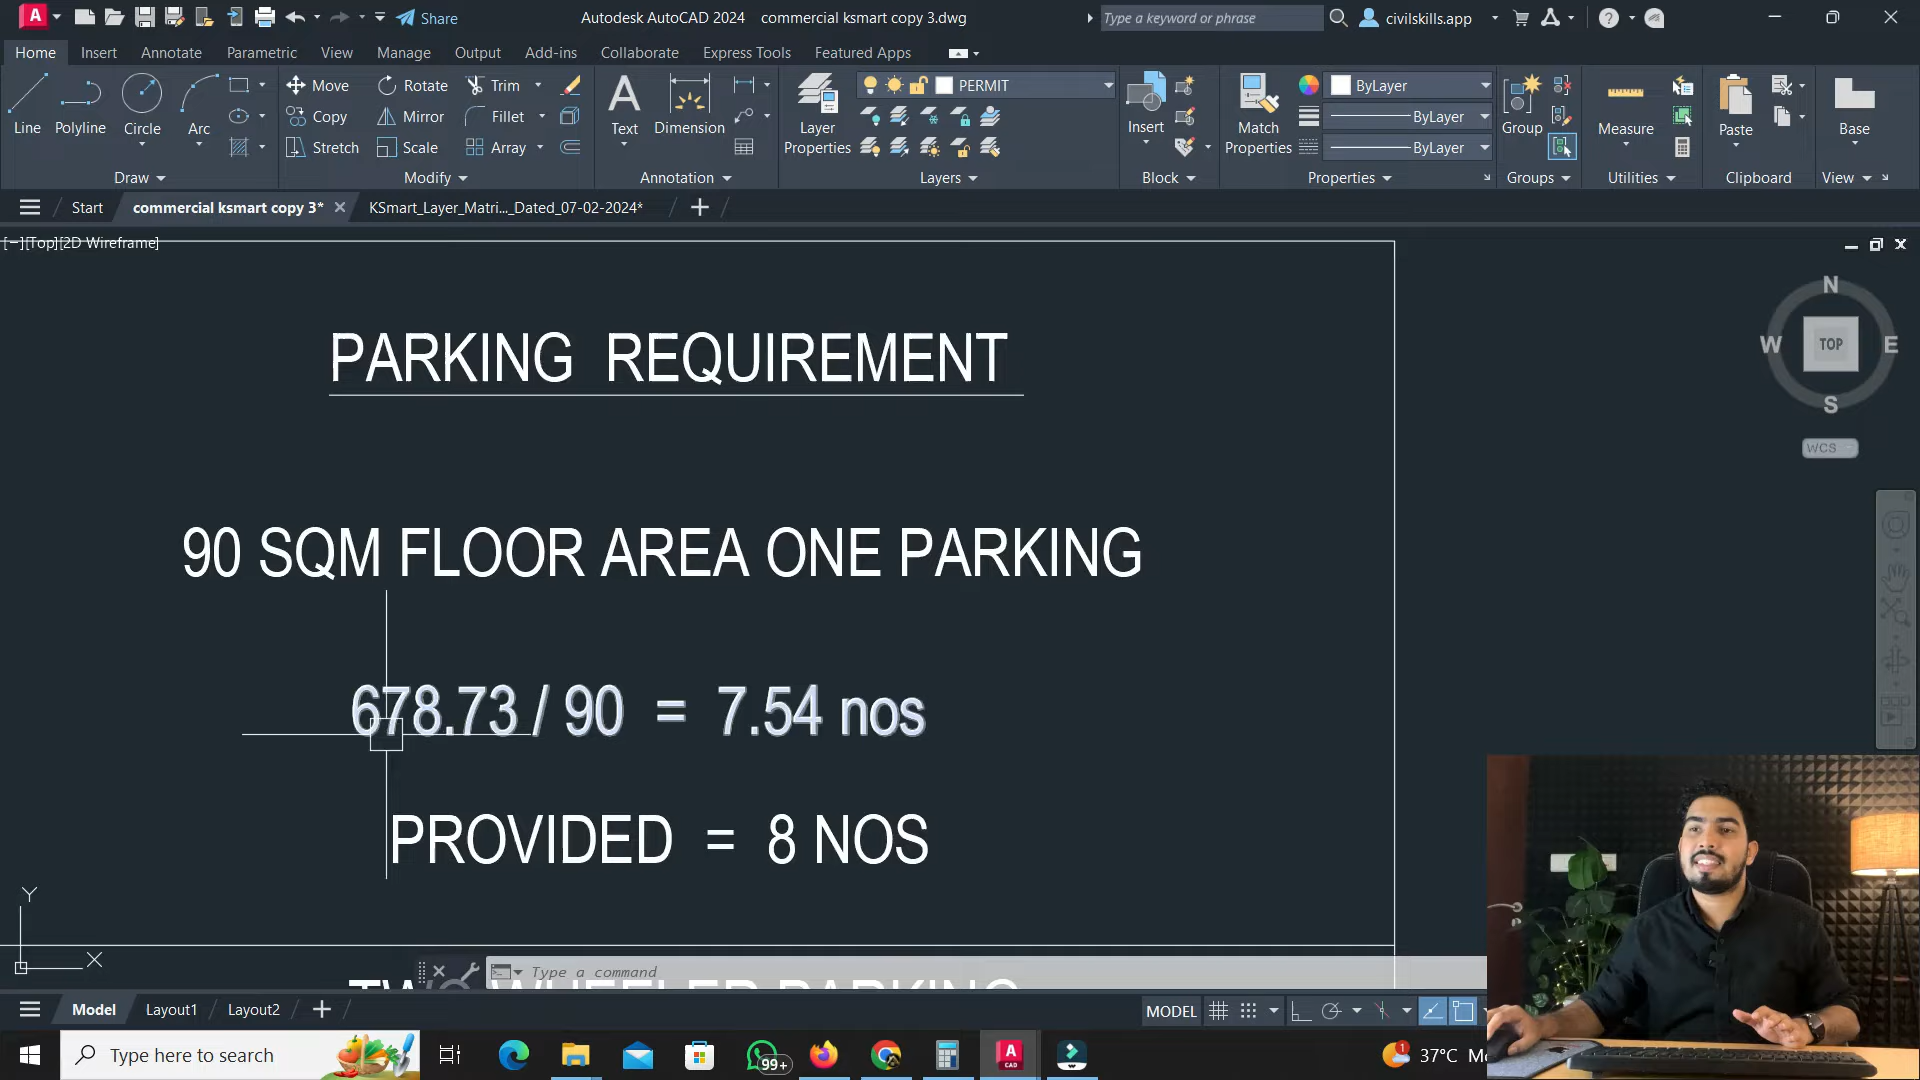 Share
Autodesk AutoCAD 2024 commercial ksmart copy 3.dwg
Type a keyword or phrase
civilskills.app
Home Insert Annotate Parametric View Manage Output Add-ins Collaborate Express Tools Featured Apps
Line Polyline Circle Arc
Move Rotate Trim
Copy Mirror Fillet
Stretch Scale Array
Text Dimension
Layer Properties
PERMIT
Insert
Match Properties
ByLayer
ByLayer
ByLayer
Group
Measure
Paste
Base
Draw Modify Annotation Layers Block Properties Groups Utilities Clipboard View
Start commercial ksmart copy 3* KSmart_Layer_Matri..._Dated_07-02-2024*
[−][Top][2D Wireframe]
N
W TOP E
S
WCS
PARKING REQUIREMENT
90 SQM FLOOR AREA ONE PARKING
678.73 / 90 = 7.54 nos
PROVIDED = 8 NOS
Y
X
Type a command
Model Layout1 Layout2
MODEL
Type here to search
99+
A
CAD
1
37°C